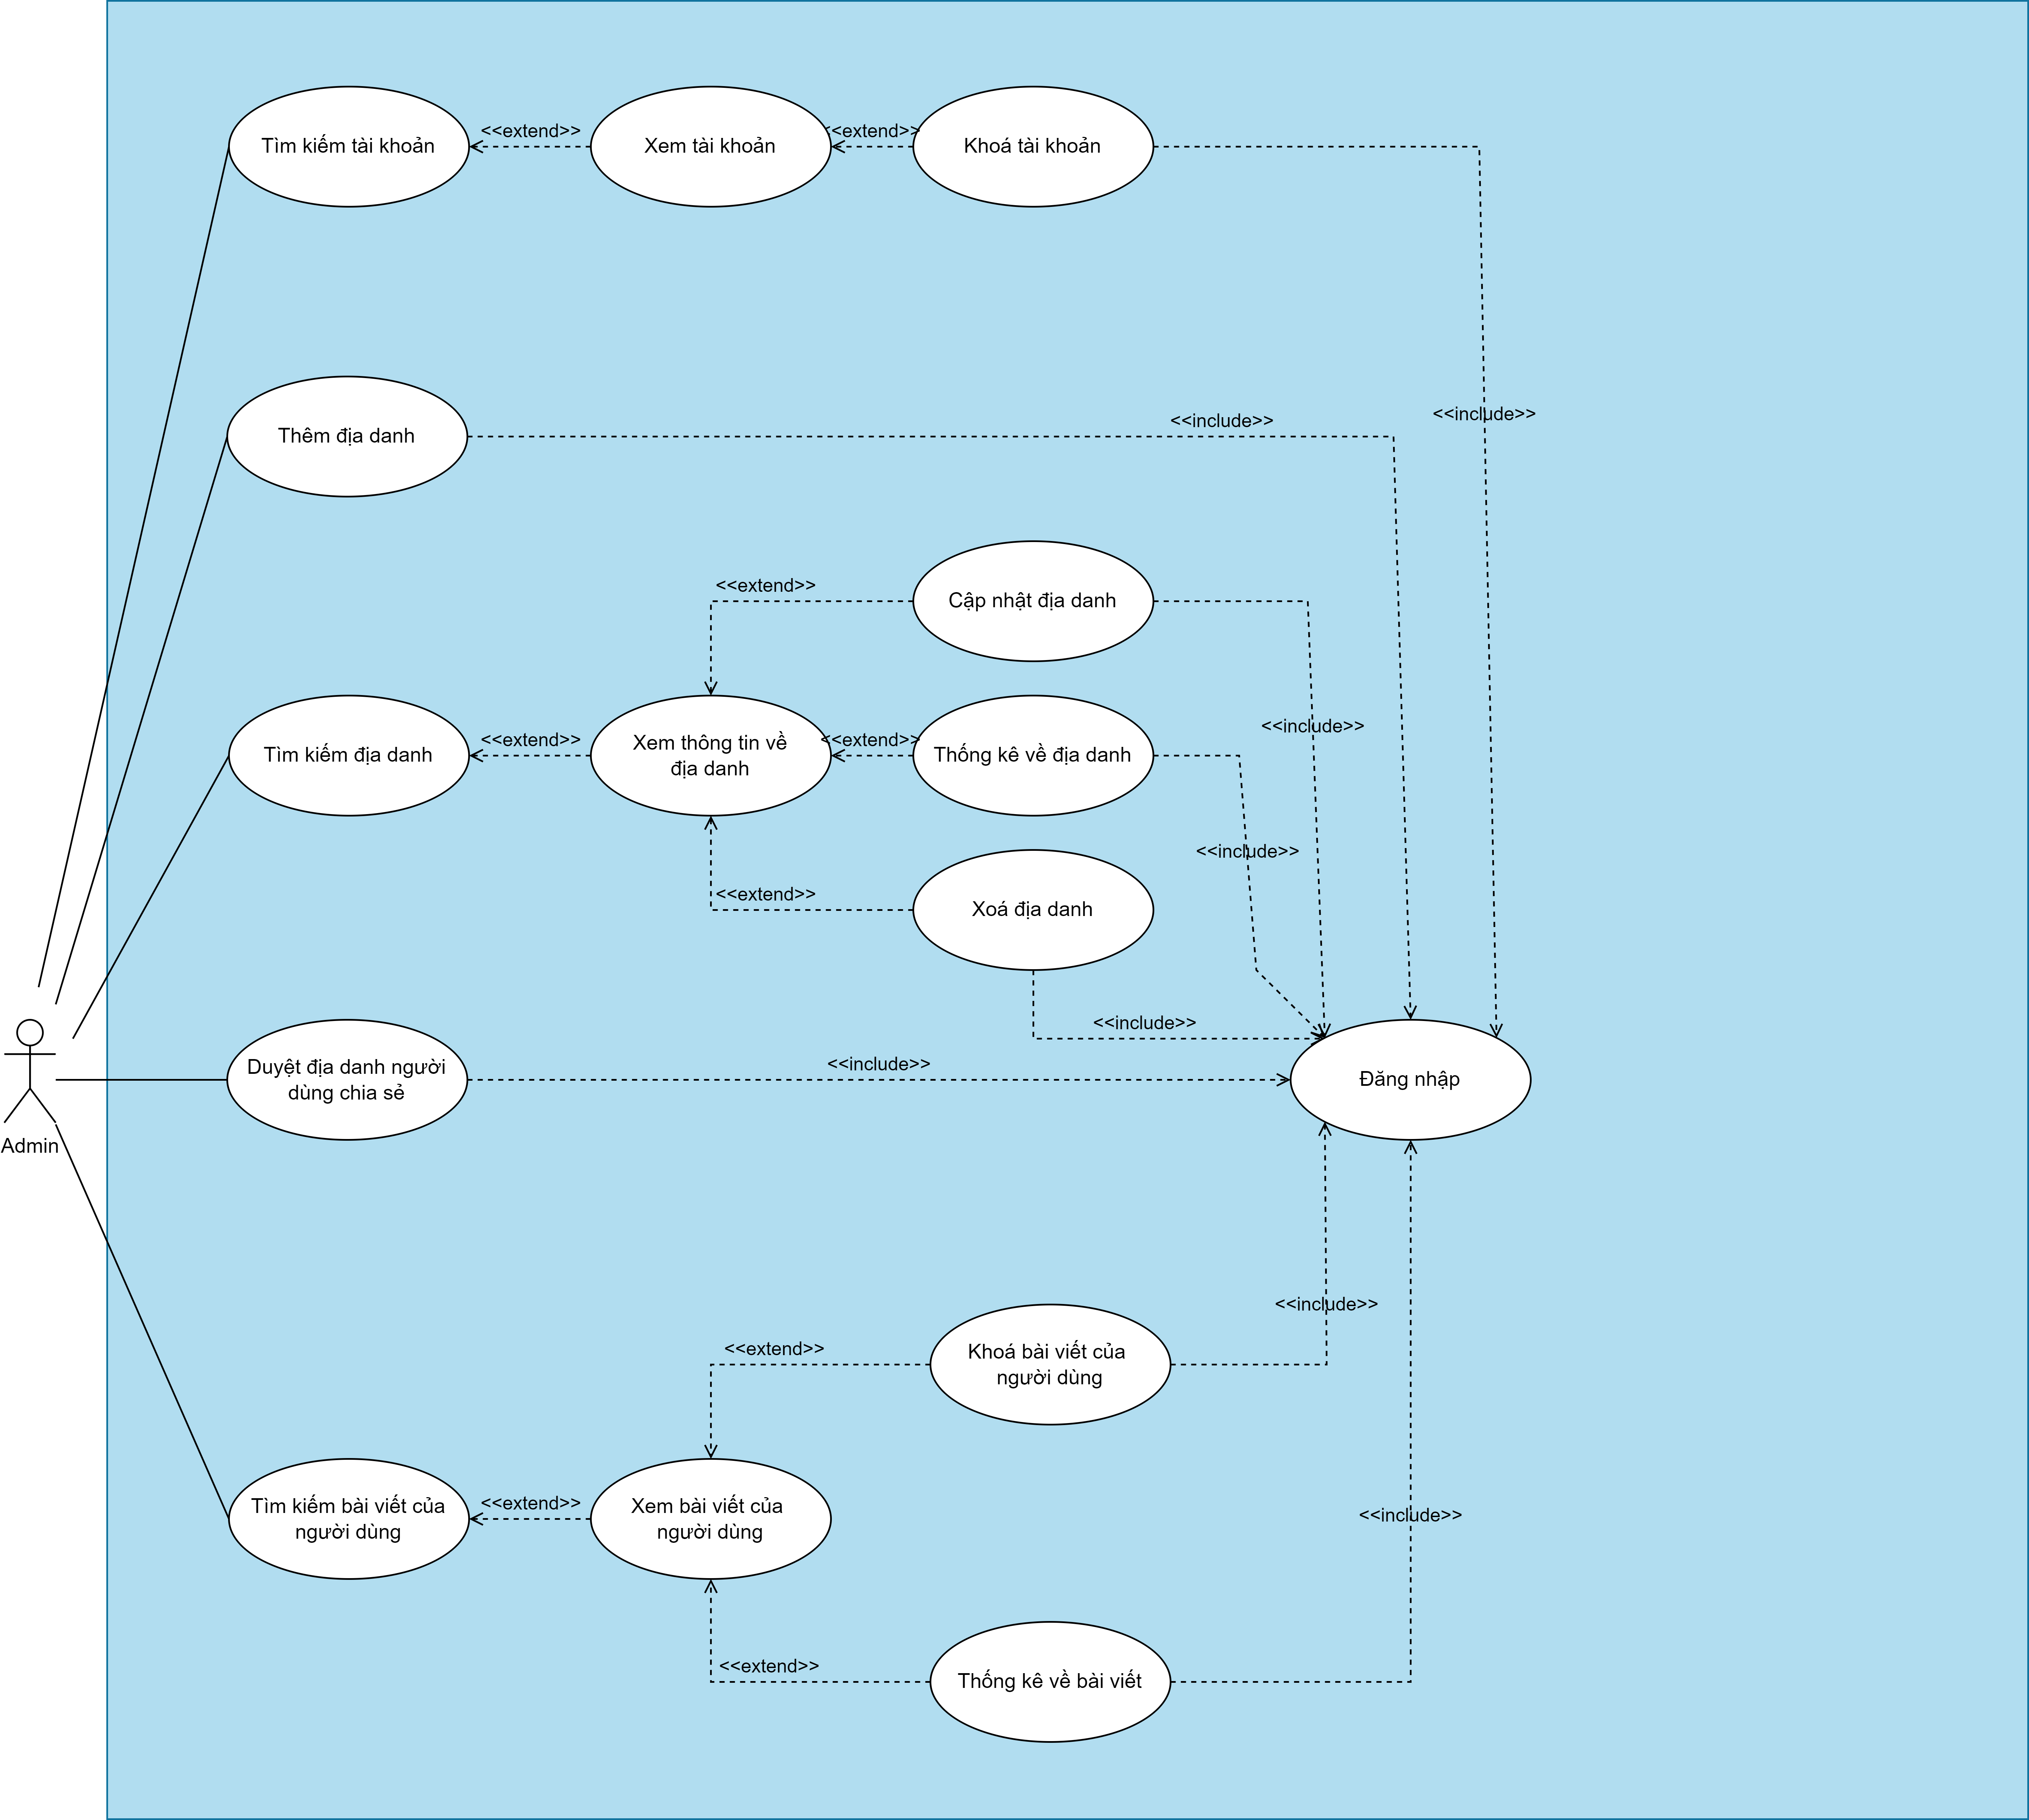 <<extend>>
<<extend>>
Tìm kiếm tài khoản
Xem tài khoản
Khoá tài khoản
<<include>>
<<include>>
Thêm địa danh
<<extend>>
Cập nhật địa danh
<<include>>
<<extend>>
<<extend>>
Tìm kiếm địa danh
Xem thông tin về
địa danh
Thống kê về địa danh
<<include>>
<<extend>>
Xoá địa danh
<<include>>
<<include>>
Duyệt địa danh người
dùng chia sẻ
Đăng nhập
Admin
<<include>>
<<extend>>
Khoá bài viết của
người dùng
<<extend>>
<<include>>
Tìm kiếm bài viết của
người dùng
Xem bài viết của
người dùng
<<extend>>
Thống kê về bài viết